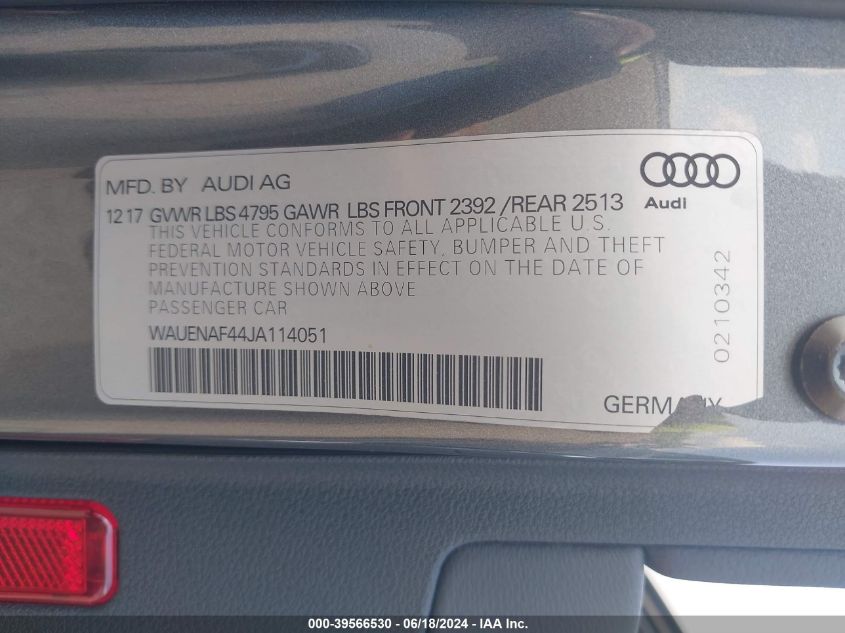 MFD. BY AUDI AG
Audi
12 17 GVWR LBS 4795 GAWR LBS FRONT 2392 /REAR 2513
THIS VEHICLE CONFORMS TO ALL APPLICABLE U.S.
FEDERAL MOTOR VEHICLE SAFETY, BUMPER AND THEFT
PREVENTION STANDARDS IN EFFECT ON THE DATE OF
MANUFACTURE SHOWN ABOVE
PASSENGER CAR
WAUENAF44JA114051
0210342
GERMANY
000-39566530 - 06/18/2024 - IAA Inc.